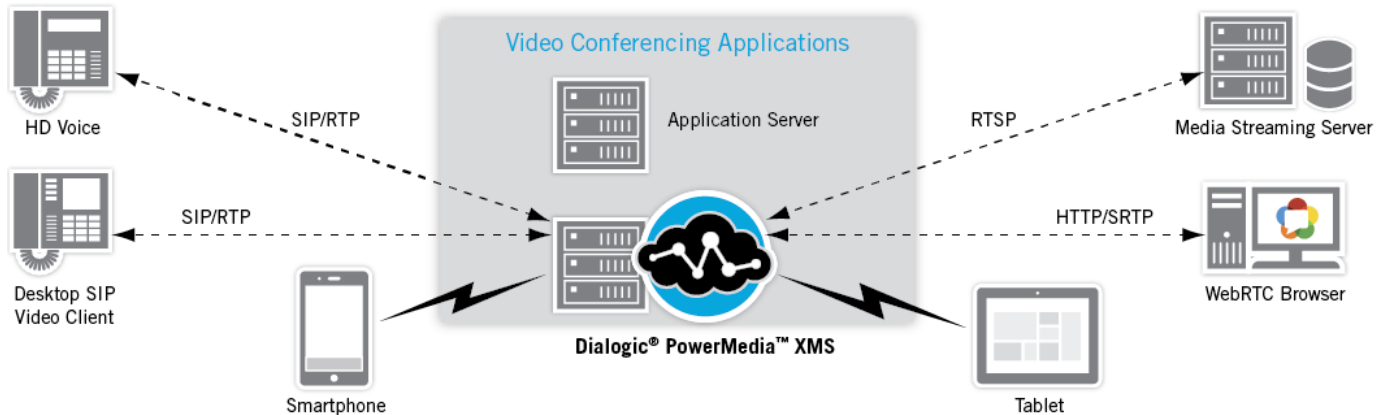 Video Conferencing Applications
HD Voice
SIP/RTP
Application Server
RTSP
Media Streaming Server
SIP/RTP
HTTP/SRTP
Desktop SIP
Video Client
WebRTC Browser
Dialogic® PowerMedia™ XMS
Smartphone
Tablet